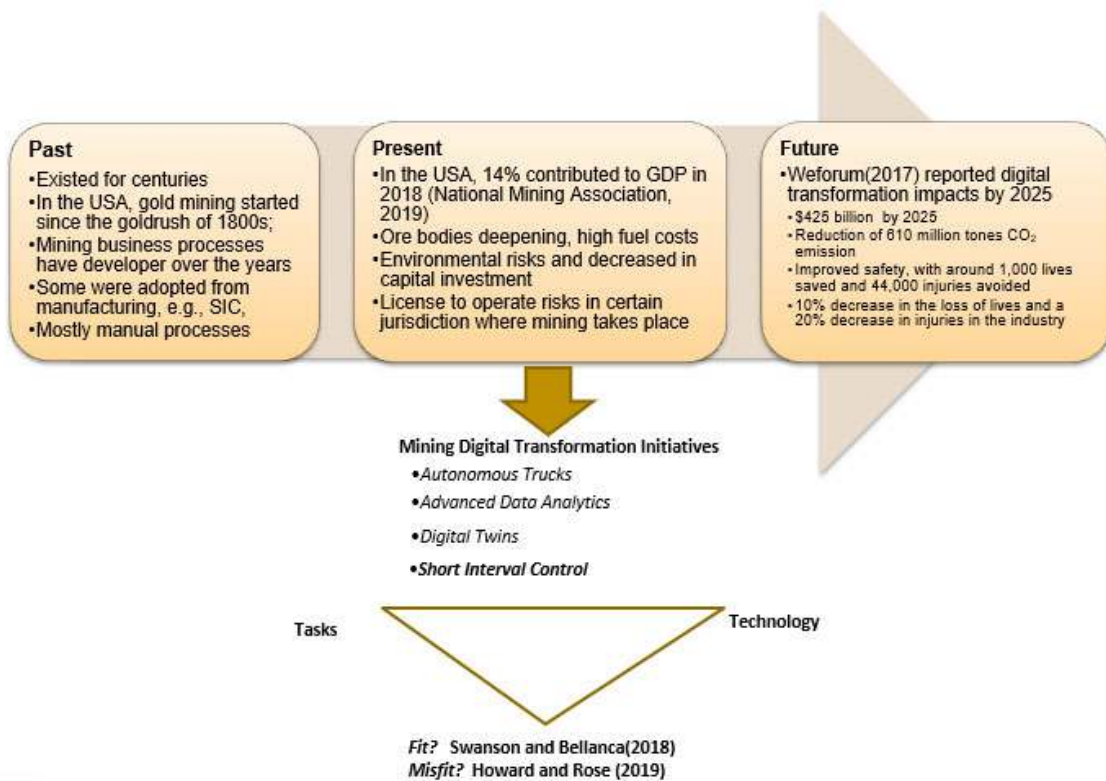 Past
•Existed for centuries
•In the USA, gold mining started
since the goldrush of 1800s;
•Mining business processes
have developer over the years
•Some were adopted from
manufacturing, e.g., SIC,
•Mostly manual processes
Present
•In the USA, 14% contributed to GDP in
2018 (National Mining Association,
2019)
•Ore bodies deepening, high fuel costs
•Environmental risks and decreased in
capital investment
•License to operate risks in certain
jurisdiction where mining takes place
Future
•Weforum(2017) reported digital
transformation impacts by 2025
•$425 billion by 2025
•Reduction of 610 million tones CO₂
emission
•Improved safety, with around 1,000 lives
saved and 44,000 injuries avoided
•10% decrease in the loss of lives and a
20% decrease in injuries in the industry
Mining Digital Transformation Initiatives
•Autonomous Trucks
•Advanced Data Analytics
•Digital Twins
•Short Interval Control
Tasks
Technology
Fit? Swanson and Bellanca(2018)
Misfit? Howard and Rose (2019)